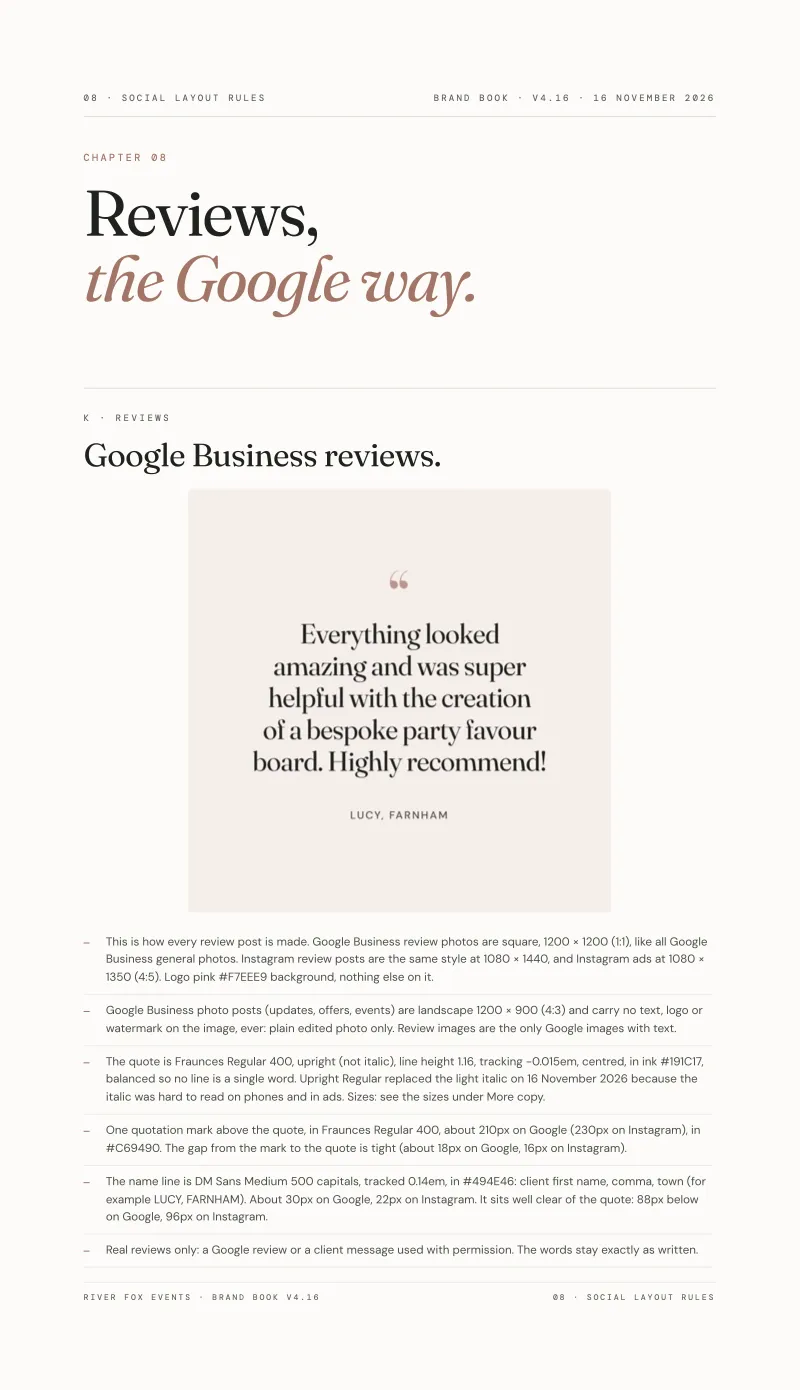 08 · SOCIAL LAYOUT RULES
BRAND BOOK · V4.16 · 16 NOVEMBER 2026
CHAPTER 08
Reviews,
the Google way.
K · REVIEWS
Google Business reviews.
“
Everything looked
amazing and was super
helpful with the creation
of a bespoke party favour
board. Highly recommend!
LUCY, FARNHAM
– This is how every review post is made. Google Business review photos are square, 1200 × 1200 (1:1), like all Google
Business general photos. Instagram review posts are the same style at 1080 × 1440, and Instagram ads at 1080 ×
1350 (4:5). Logo pink #F7EEE9 background, nothing else on it.
– Google Business photo posts (updates, offers, events) are landscape 1200 × 900 (4:3) and carry no text, logo or
watermark on the image, ever: plain edited photo only. Review images are the only Google images with text.
– The quote is Fraunces Regular 400, upright (not italic), line height 1.16, tracking -0.015em, centred, in ink #191C17,
balanced so no line is a single word. Upright Regular replaced the light italic on 16 November 2026 because the
italic was hard to read on phones and in ads. Sizes: see the sizes under More copy.
– One quotation mark above the quote, in Fraunces Regular 400, about 210px on Google (230px on Instagram), in
#C69490. The gap from the mark to the quote is tight (about 18px on Google, 16px on Instagram).
– The name line is DM Sans Medium 500 capitals, tracked 0.14em, in #494E46: client first name, comma, town (for
example LUCY, FARNHAM). About 30px on Google, 22px on Instagram. It sits well clear of the quote: 88px below
on Google, 96px on Instagram.
– Real reviews only: a Google review or a client message used with permission. The words stay exactly as written.
RIVER FOX EVENTS · BRAND BOOK V4.16
08 · SOCIAL LAYOUT RULES